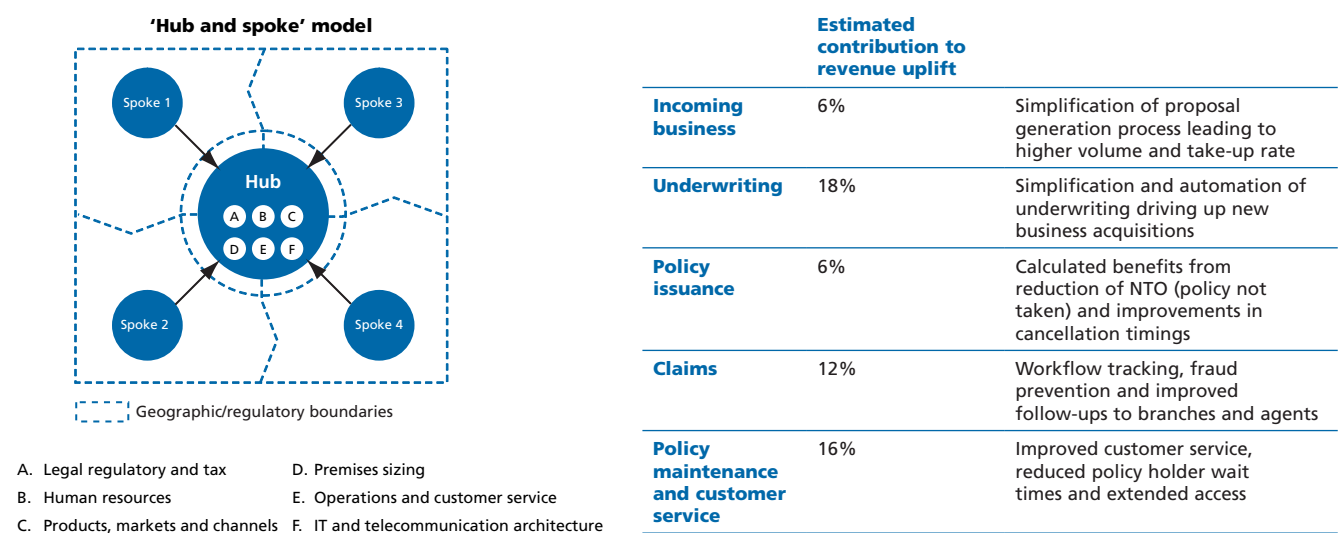 'Hub and spoke' model
Spoke 1
Spoke 3
Hub
A B C
D E F
Spoke 2
Spoke 4
Geographic/regulatory boundaries
A. Legal regulatory and tax
B. Human resources
C. Products, markets and channels
D. Premises sizing
E. Operations and customer service
F. IT and telecommunication architecture
Estimated
contribution to
revenue uplift
Incoming
business
6%
Simplification of proposal
generation process leading to
higher volume and take-up rate
Underwriting
18%
Simplification and automation of
underwriting driving up new
business acquisitions
Policy
issuance
6%
Calculated benefits from
reduction of NTO (policy not
taken) and improvements in
cancellation timings
Claims
12%
Workflow tracking, fraud
prevention and improved
follow-ups to branches and agents
Policy
maintenance
and customer
service
16%
Improved customer service,
reduced policy holder wait
times and extended access